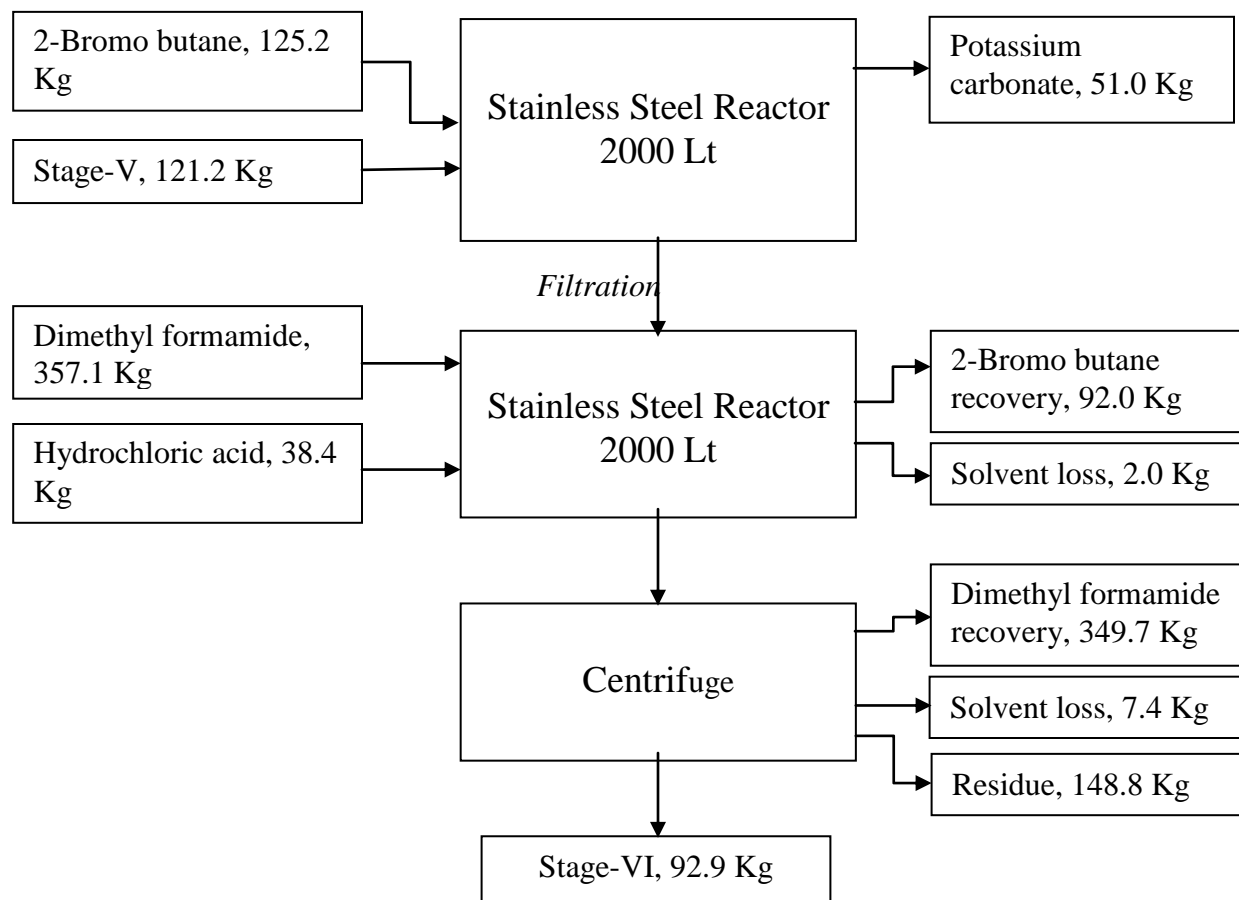 2-Bromo butane, 125.2
Kg
Stage-V, 121.2 Kg
Stainless Steel Reactor
2000 Lt
Potassium
carbonate, 51.0 Kg
Filtration
Dimethyl formamide,
357.1 Kg
Hydrochloric acid, 38.4
Kg
Stainless Steel Reactor
2000 Lt
2-Bromo butane
recovery, 92.0 Kg
Solvent loss, 2.0 Kg
Centrifuge
Dimethyl formamide
recovery, 349.7 Kg
Solvent loss, 7.4 Kg
Residue, 148.8 Kg
Stage-VI, 92.9 Kg